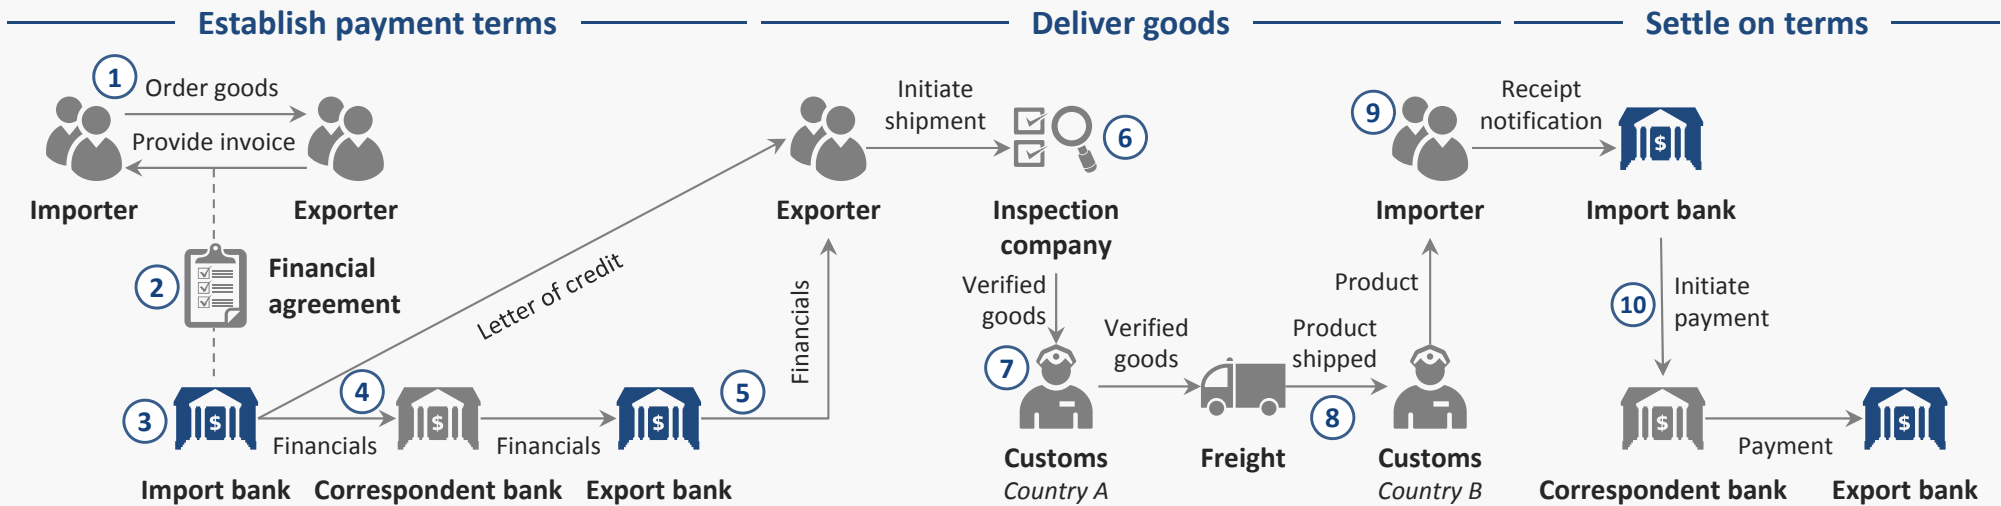 Establish payment terms
Deliver goods
Settle on terms
1
Order goods
Provide invoice
Importer
Exporter
2
Financial
agreement
3
$
Import bank
4
Financials
$
Correspondent bank
Financials
$
Export bank
5
Letter of credit
Financials
Exporter
Initiate
shipment
6
Inspection
company
Verified
goods
7
Customs
Country A
Verified
goods
Freight
Product
shipped
8
Customs
Country B
Product
9
Importer
Receipt
notification
$
Import bank
10
Initiate
payment
$
Correspondent bank
Payment
$
Export bank